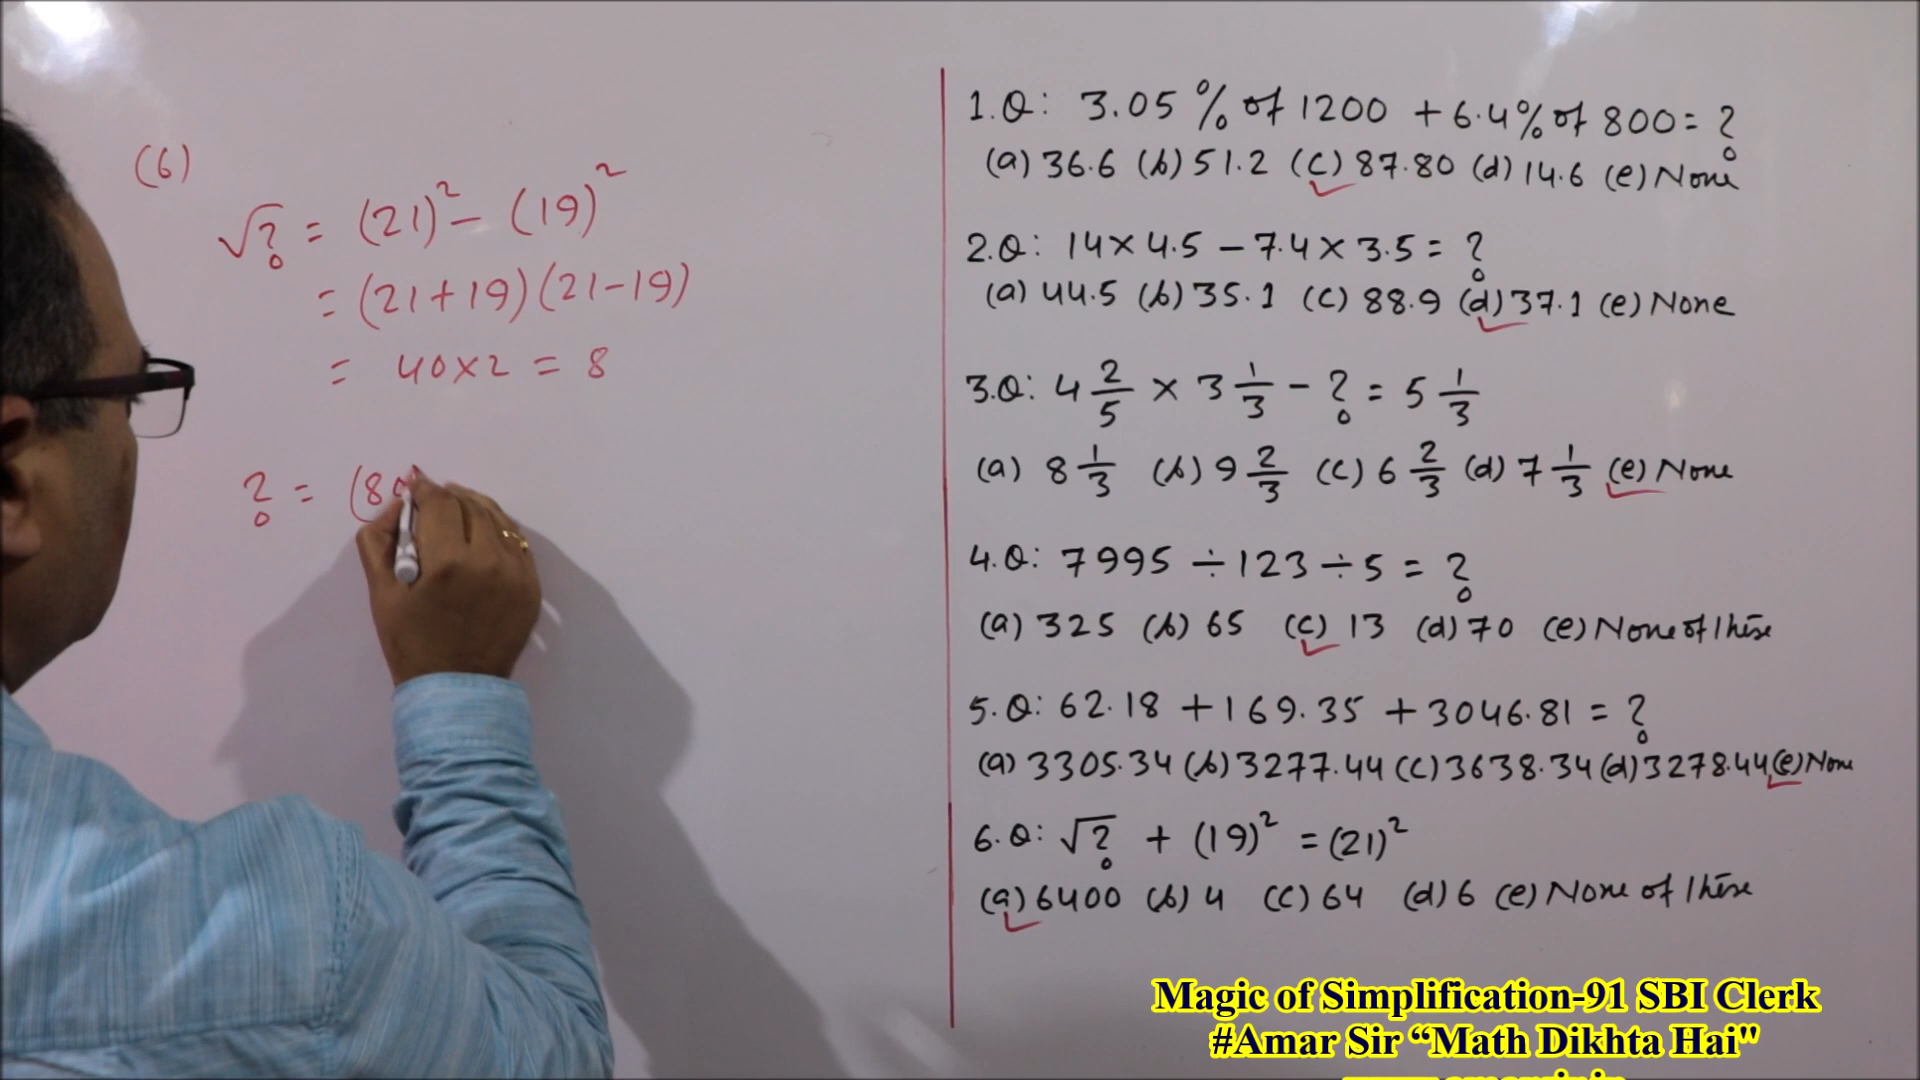 (6)
√? = (21)² − (19)²
= (21+19)(21−19)
= 40×2 = 8
? = (80
1.Q: 3.05 % of 1200 + 6.4% of 800 = ?
(a) 36.6 (b) 51.2 (c) 87.80 (d) 14.6 (e) None
2.Q: 14×4.5 − 7.4×3.5 = ?
(a) 44.5 (b) 35.1 (c) 88.9 (d) 37.1 (e) None
3.Q: 4 2/5 × 3 1/3 − ? = 5 1/3
(a) 8 1/3 (b) 9 2/3 (c) 6 2/3 (d) 7 1/3 (e) None
4.Q: 7995 ÷ 123 ÷ 5 = ?
(a) 325 (b) 65 (c) 13 (d) 70 (e) None of these
5.Q: 62.18 + 169.35 + 3046.81 = ?
(a) 3305.34 (b) 3277.44 (c) 3638.34 (d) 3278.44 (e) None
6.Q: √? + (19)² = (21)²
(a) 6400 (b) 4 (c) 64 (d) 6 (e) None of these
Magic of Simplification-91 SBI Clerk
#Amar Sir “Math Dikhta Hai"